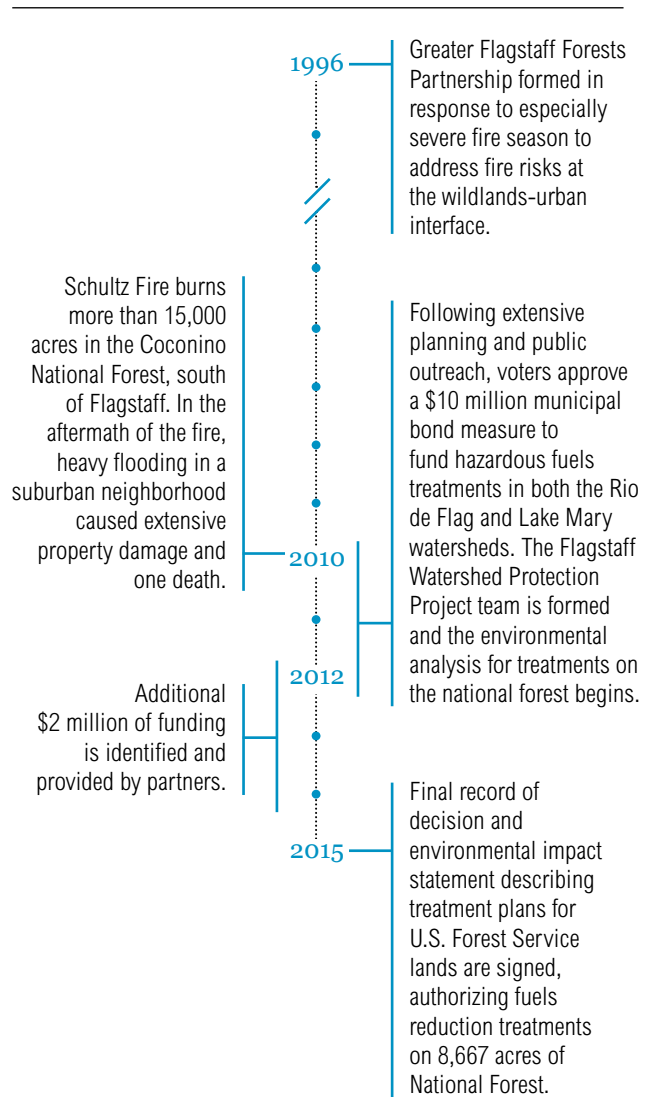 1996
Greater Flagstaff Forests
Partnership formed in
response to especially
severe fire season to
address fire risks at
the wildlands-urban
interface.
Schultz Fire burns
more than 15,000
acres in the Coconino
National Forest, south
of Flagstaff. In the
aftermath of the fire,
heavy flooding in a
suburban neighborhood
caused extensive
property damage and
one death.
2010
Following extensive
planning and public
outreach, voters approve
a $10 million municipal
bond measure to
fund hazardous fuels
treatments in both the Rio
de Flag and Lake Mary
watersheds. The Flagstaff
Watershed Protection
Project team is formed
and the environmental
analysis for treatments on
the national forest begins.
2012
Additional
$2 million of funding
is identified and
provided by partners.
2015
Final record of
decision and
environmental impact
statement describing
treatment plans for
U.S. Forest Service
lands are signed,
authorizing fuels
reduction treatments
on 8,667 acres of
National Forest.